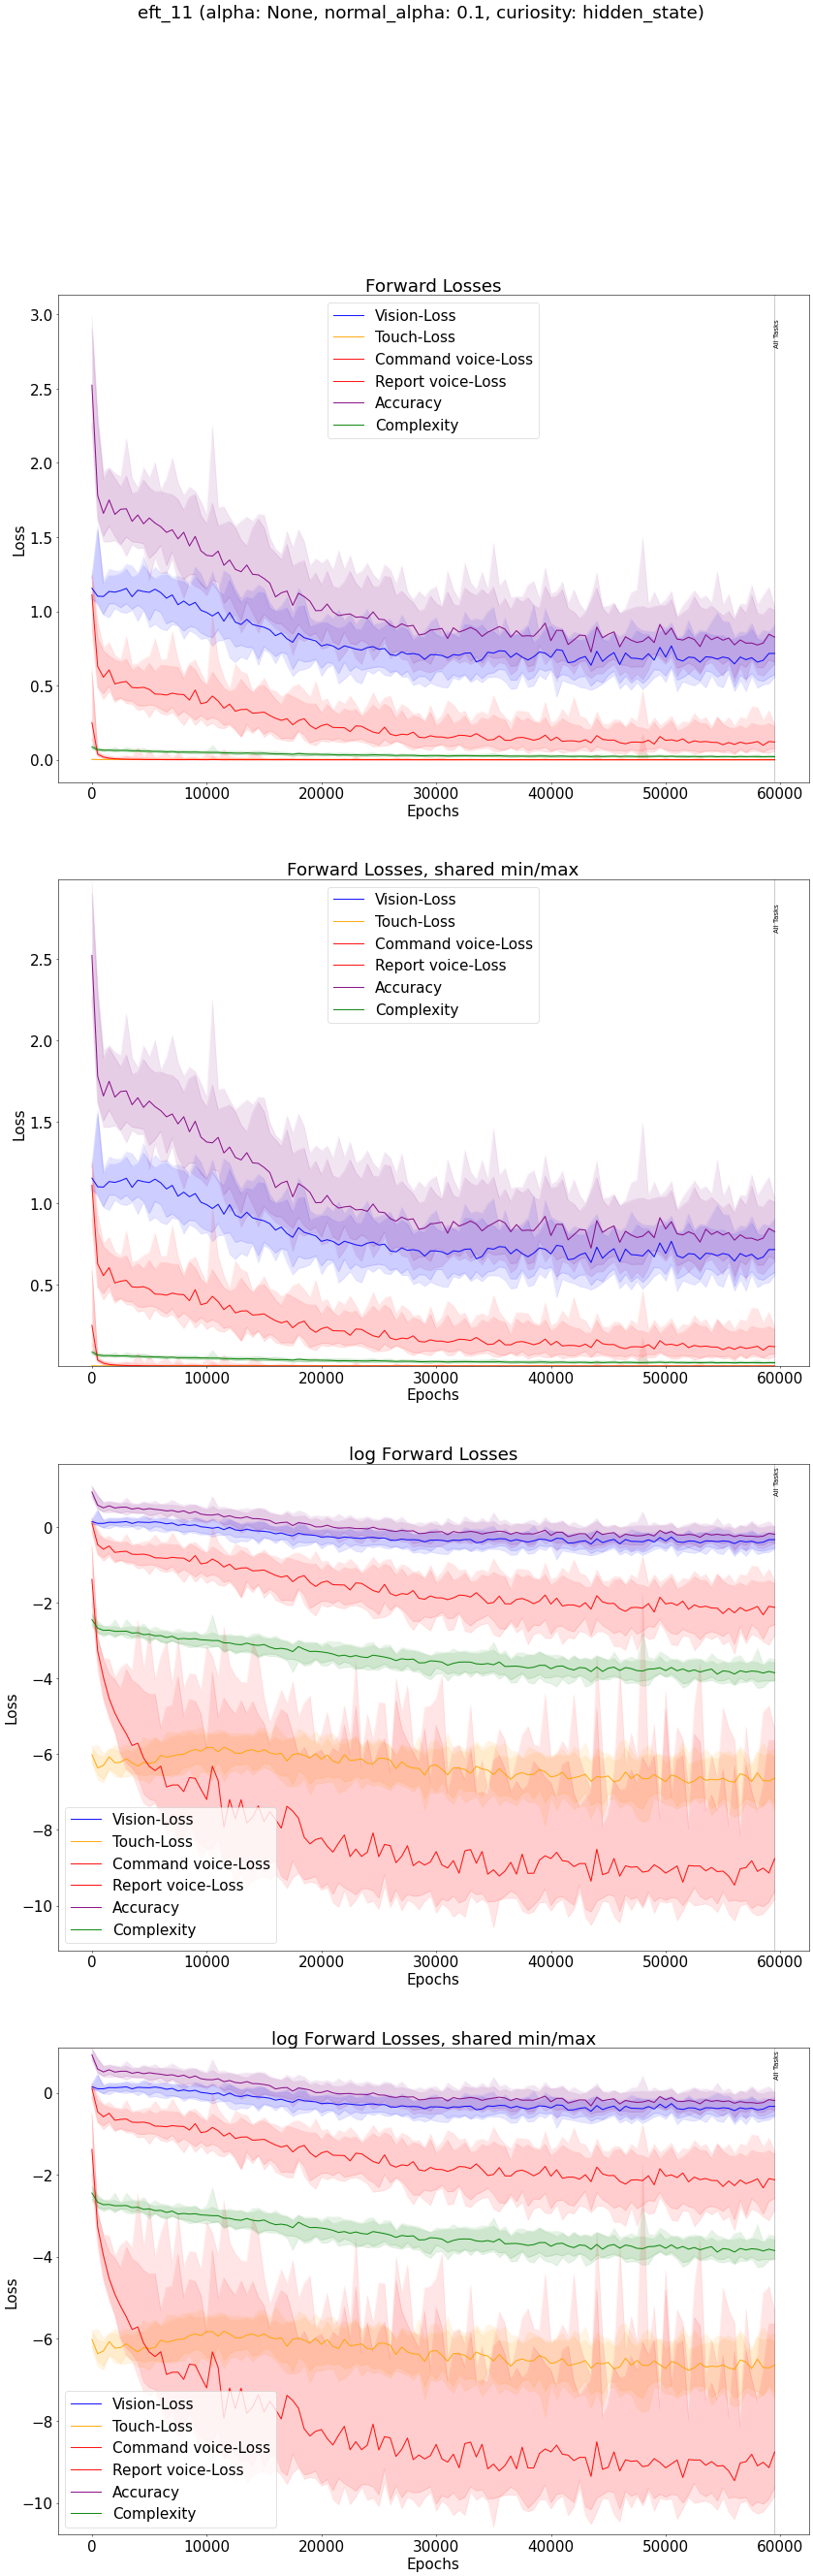 eft_11 (alpha: None, normal_alpha: 0.1, curiosity: hidden_state)
Forward Losses
Vision-Loss
Touch-Loss
Command voice-Loss
Report voice-Loss
Accuracy
Complexity
All Tasks
3.0
2.5
2.0
1.5
1.0
0.5
0.0
Loss
0 10000 20000 30000 40000 50000 60000
Epochs
Forward Losses, shared min/max
Vision-Loss
Touch-Loss
Command voice-Loss
Report voice-Loss
Accuracy
Complexity
All Tasks
2.5
2.0
1.5
1.0
0.5
Loss
0 10000 20000 30000 40000 50000 60000
Epochs
log Forward Losses
All Tasks
0
−2
−4
−6
−8
−10
Loss
Vision-Loss
Touch-Loss
Command voice-Loss
Report voice-Loss
Accuracy
Complexity
0 10000 20000 30000 40000 50000 60000
Epochs
log Forward Losses, shared min/max
All Tasks
0
−2
−4
−6
−8
−10
Loss
Vision-Loss
Touch-Loss
Command voice-Loss
Report voice-Loss
Accuracy
Complexity
0 10000 20000 30000 40000 50000 60000
Epochs